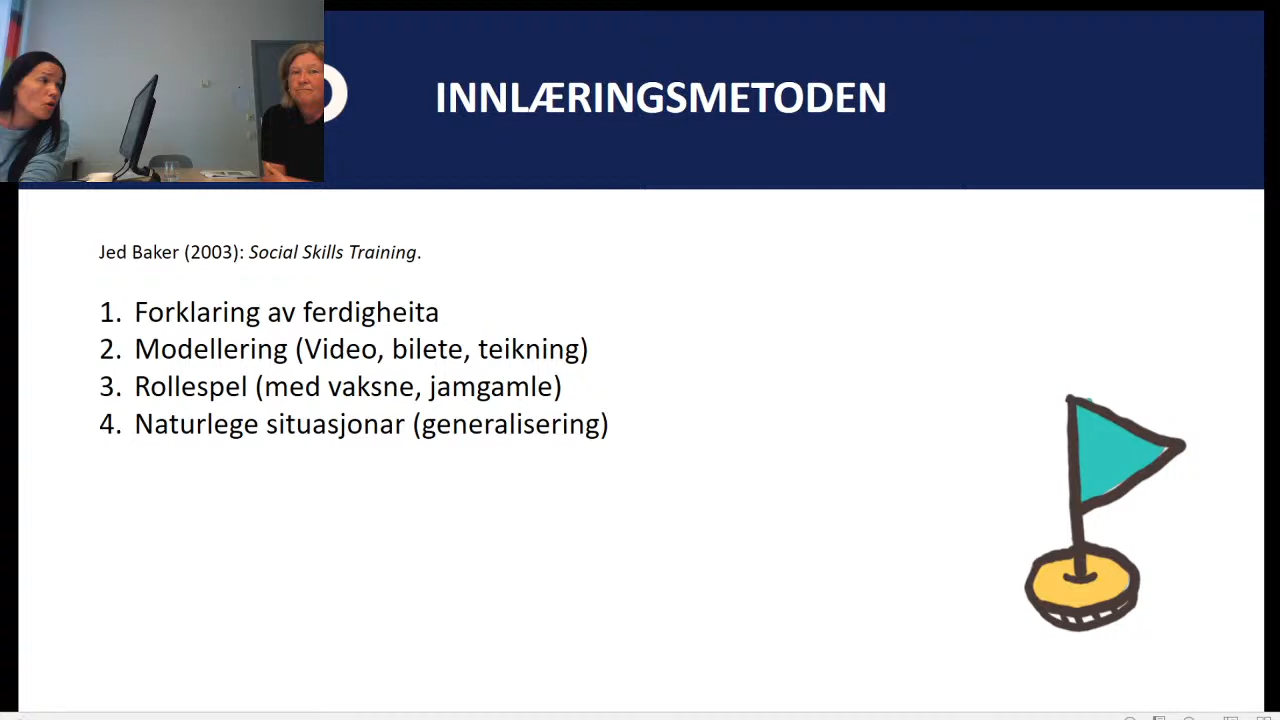 INNLÆRINGSMETODEN
Jed Baker (2003): Social Skills Training.
1. Forklaring av ferdigheita
2. Modellering (Video, bilete, teikning)
3. Rollespel (med vaksne, jamgamle)
4. Naturlege situasjonar (generalisering)